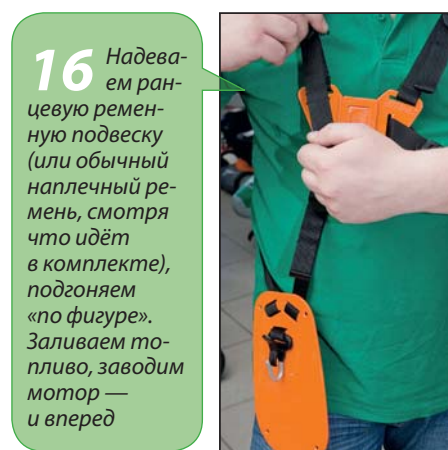 16 Надева-
ем ран-
цевую ремен-
ную подвеску
(или обычный
наплечный ре-
мень, смотря
что идёт
в комплекте),
подгоняем
«по фигуре».
Заливаем то-
пливо, заводим
мотор —
и вперед